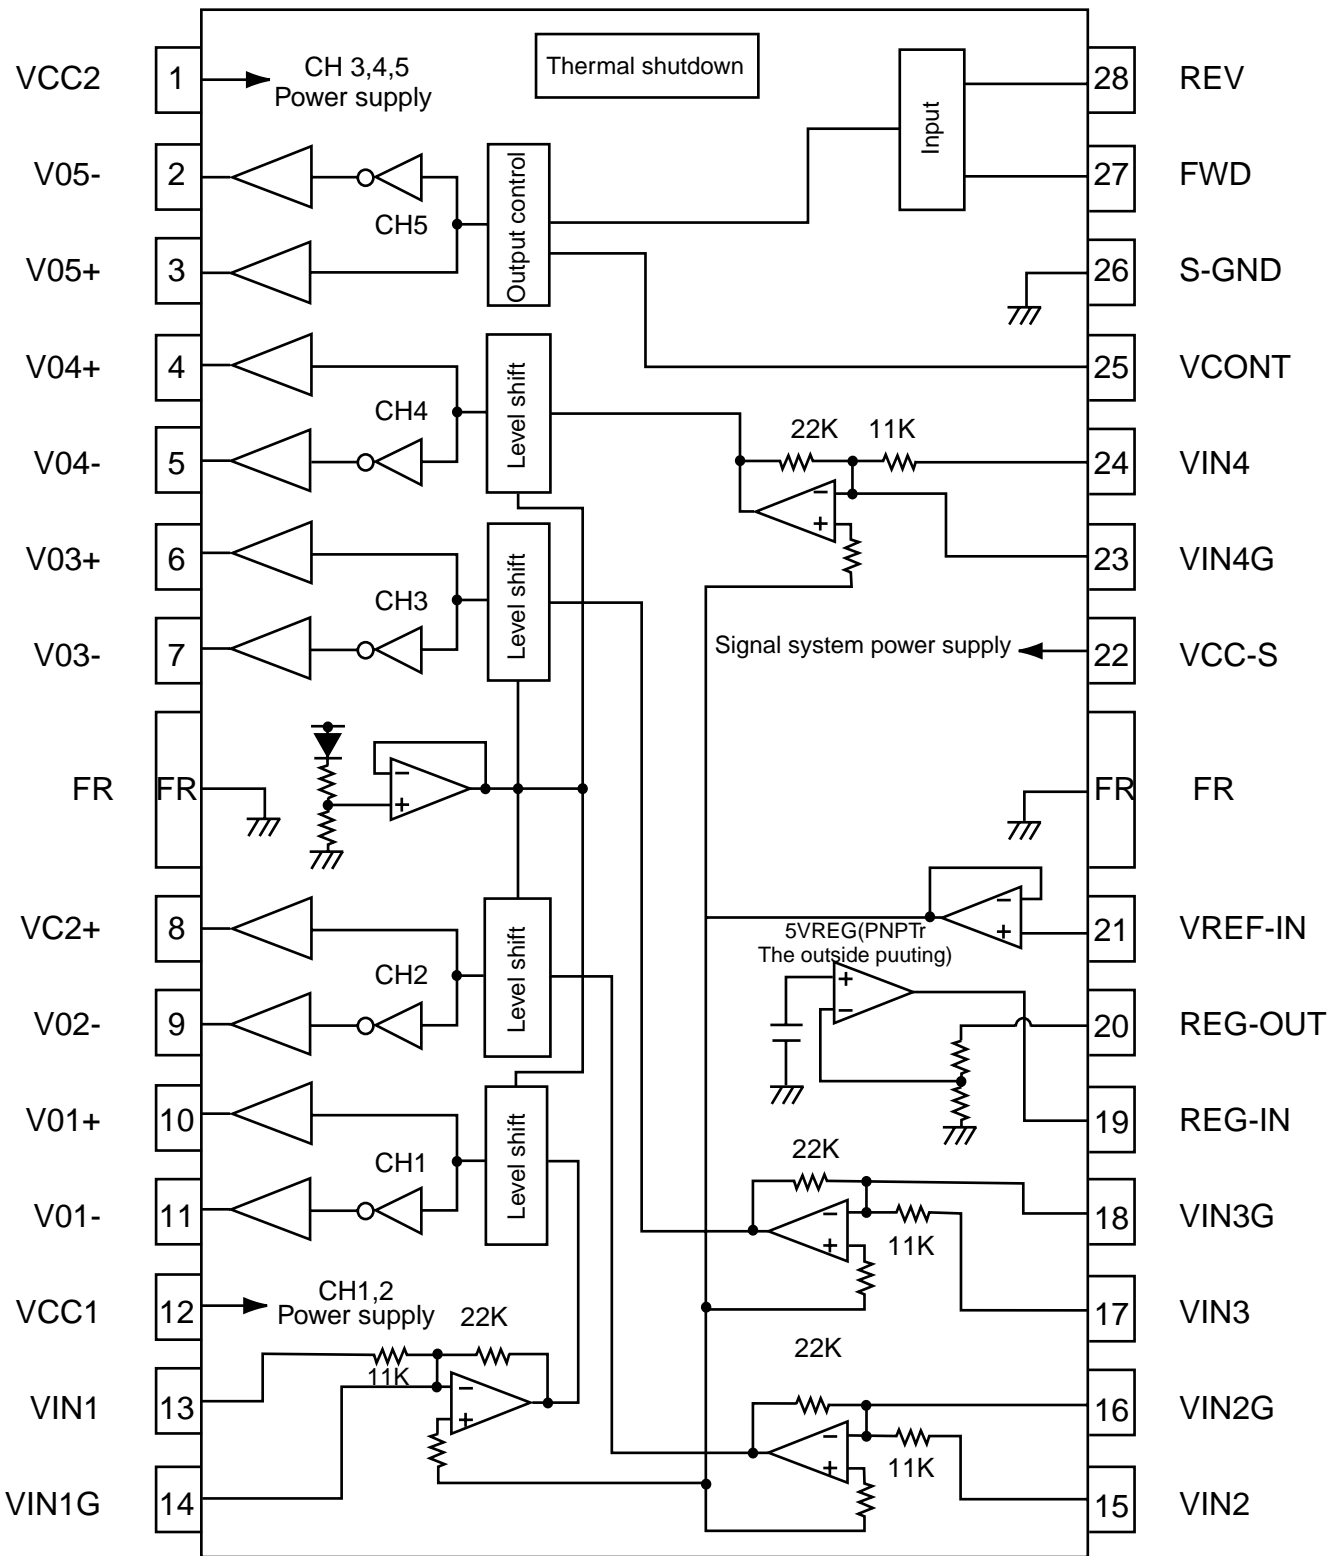 VCC2 1 CH 3,4,5 Thermal shutdown 28 REV
Power supply
Input
V05- 2 27 FWD
CH5 Output control
V05+ 3 26 S-GND
V04+ 4 25 VCONT
CH4 Level shift 22K 11K
V04- 5 − 24 VIN4
+
V03+ 6 23 VIN4G
CH3 Level shift
V03- 7 Signal system power supply 22 VCC-S
FR FR − + FR FR
VC2+ 8 − + 21 VREF-IN
5VREG(PNPTr
The outside puuting)
CH2 Level shift + −
V02- 9 20 REG-OUT
V01+ 10 19 REG-IN
CH1 Level shift 22K
V01- 11 − + 11K 18 VIN3G
VCC1 12 CH1,2 17 VIN3
Power supply 22K
22K
11K
VIN1 13 − + 16 VIN2G
− + 11K
VIN1G 14 15 VIN2